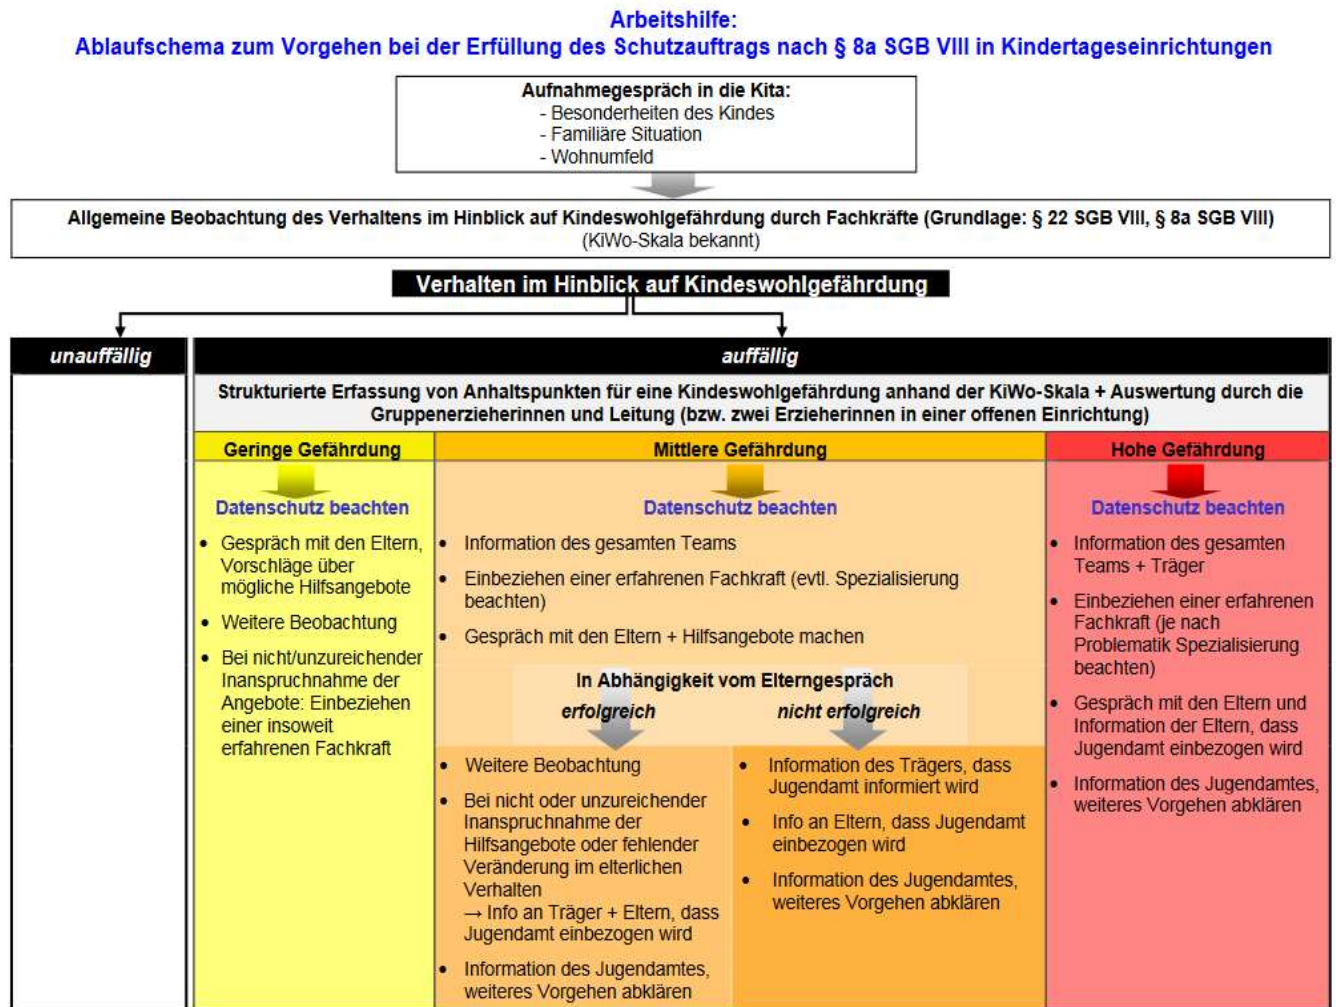 Arbeitshilfe:
Ablaufschema zum Vorgehen bei der Erfüllung des Schutzauftrags nach § 8a SGB VIII in Kindertageseinrichtungen
Aufnahmegespräch in die Kita:
- Besonderheiten des Kindes
- Familiäre Situation
- Wohnumfeld
Allgemeine Beobachtung des Verhaltens im Hinblick auf Kindeswohlgefährdung durch Fachkräfte (Grundlage: § 22 SGB VIII, § 8a SGB VIII)
(KiWo-Skala bekannt)
Verhalten im Hinblick auf Kindeswohlgefährdung
unauffällig
auffällig
Strukturierte Erfassung von Anhaltspunkten für eine Kindeswohlgefährdung anhand der KiWo-Skala + Auswertung durch die
Gruppenerzieherinnen und Leitung (bzw. zwei Erzieherinnen in einer offenen Einrichtung)
Geringe Gefährdung
Datenschutz beachten
• Gespräch mit den Eltern,
Vorschläge über
mögliche Hilfsangebote
• Weitere Beobachtung
• Bei nicht/unzureichender
Inanspruchnahme der
Angebote: Einbeziehen
einer insoweit
erfahrenen Fachkraft
Mittlere Gefährdung
Datenschutz beachten
• Information des gesamten Teams
• Einbeziehen einer erfahrenen Fachkraft (evtl. Spezialisierung
beachten)
• Gespräch mit den Eltern + Hilfsangebote machen
In Abhängigkeit vom Elterngespräch
erfolgreich
nicht erfolgreich
• Weitere Beobachtung
• Bei nicht oder unzureichender
Inanspruchnahme der
Hilfsangebote oder fehlender
Veränderung im elterlichen
Verhalten
→ Info an Träger + Eltern, dass
Jugendamt einbezogen wird
• Information des Jugendamtes,
weiteres Vorgehen abklären
• Information des Trägers, dass
Jugendamt informiert wird
• Info an Eltern, dass Jugendamt
einbezogen wird
• Information des Jugendamtes,
weiteres Vorgehen abklären
Hohe Gefährdung
Datenschutz beachten
• Information des gesamten
Teams + Träger
• Einbeziehen einer erfahrenen
Fachkraft (je nach
Problematik Spezialisierung
beachten)
• Gespräch mit den Eltern und
Information der Eltern, dass
Jugendamt einbezogen wird
• Information des Jugendamtes,
weiteres Vorgehen abklären